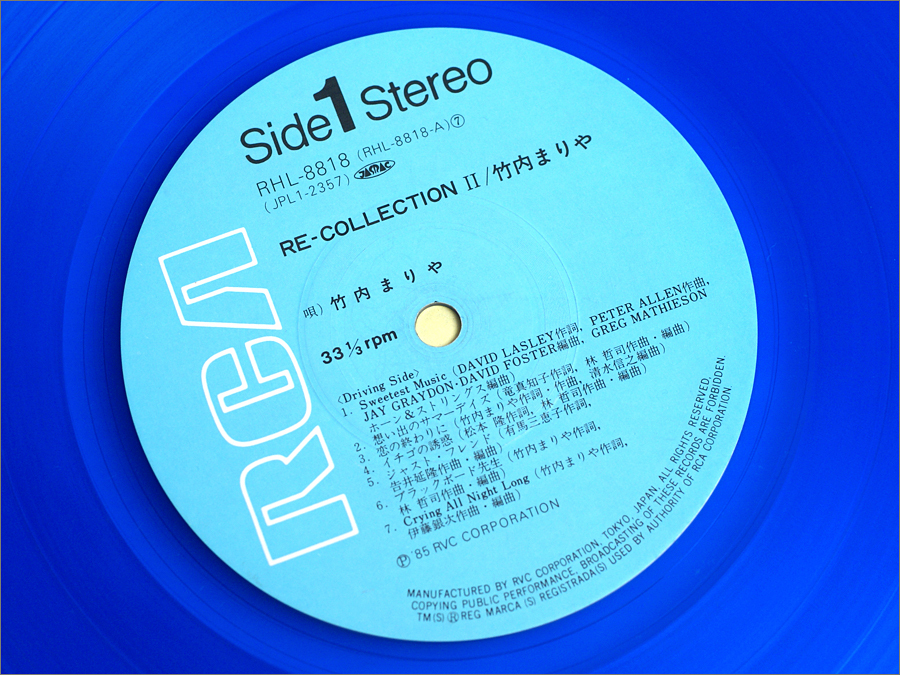 Side 1 Stereo
RHL-8818 (RHL-8818-A) ⑦
(JPL1-2357) JASRAC
RE-COLLECTION II/竹内まりや
RCA
唄) 竹内まりや
33 1/3 rpm
〈Driving Side〉
1. Sweetest Music (DAVID LASLEY作詞, PETER ALLEN作曲,
JAY GRAYDON・DAVID FOSTER編曲, GREG MATHIESON
ホーン&ストリングス編曲)
2. 想い出のサマーデイズ (竜真知子作詞, 林 哲司作曲・編曲)
3. 恋の終わりに (竹内まりや作詞・作曲, 清水信之編曲)
4. イチゴの誘惑 (松本 隆作詞, 林 哲司作曲・編曲)
5. ジャスト・フレンド (有馬三恵子作詞,
告井延隆作曲・編曲)
6. ブラックボード先生 (竹内まりや作詞,
林 哲司作曲・編曲)
7. Crying All Night Long (竹内まりや作詞,
伊藤銀次作曲・編曲)
Ⓟ '85 RVC CORPORATION
MANUFACTURED BY RVC CORPORATION, TOKYO, JAPAN. ALL RIGHTS RESERVED.
COPYING PUBLIC PERFORMANCE, BROADCASTING OF THESE RECORDS ARE FORBIDDEN.
TM(S) Ⓡ REG MARCA (S) REGISTRADA(S) USED BY AUTHORITY OF RCA CORPORATION.